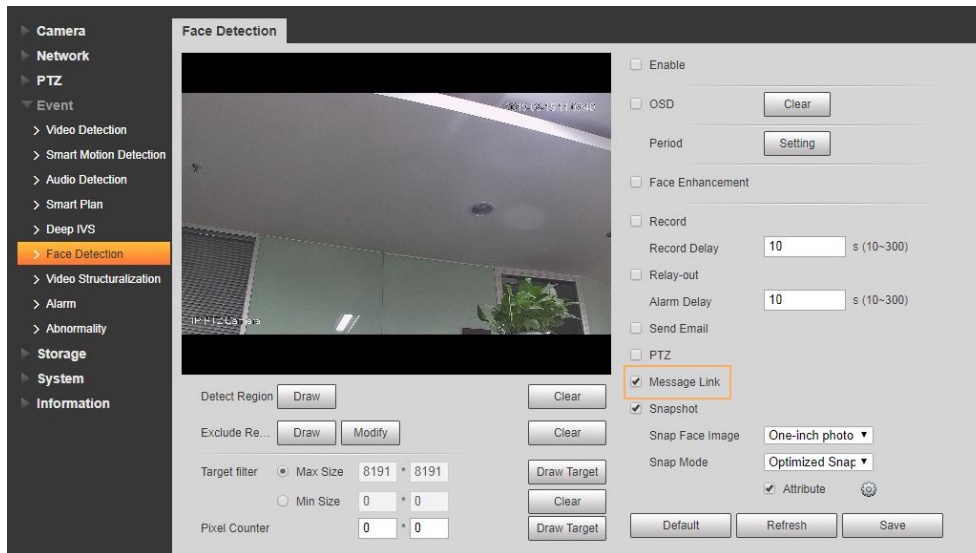 Camera
Network
PTZ
Event
Video Detection
Smart Motion Detection
Audio Detection
Smart Plan
Deep IVS
Face Detection
Video Structuralization
Alarm
Abnormality
Storage
System
Information
Face Detection
IP PTZ Camera
Detect Region Draw Clear
Exclude Re... Draw Modify Clear
Target filter Max Size 8191 * 8191 Draw Target
Min Size 0 * 0 Clear
Pixel Counter 0 * 0 Draw Target
Enable
OSD Clear
Period Setting
Face Enhancement
Record
Record Delay 10 s (10~300)
Relay-out
Alarm Delay 10 s (10~300)
Send Email
PTZ
Message Link
Snapshot
Snap Face Image One-inch photo
Snap Mode Optimized Snap
Attribute
Default Refresh Save